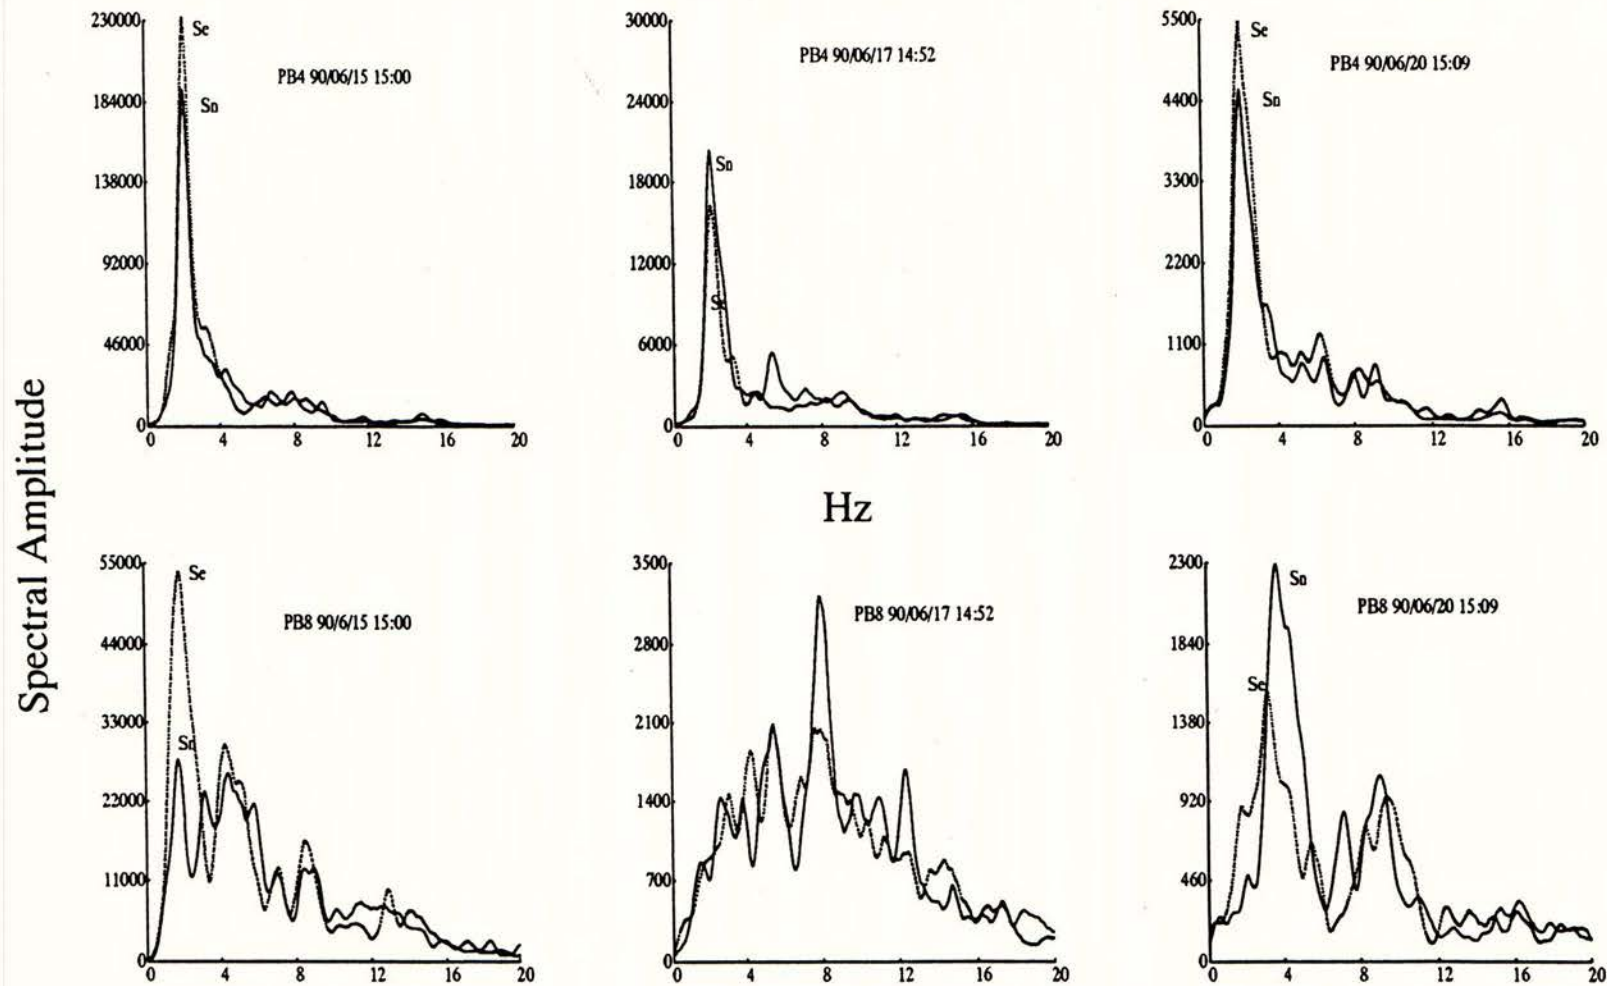 Spectral Amplitude
230000
184000
138000
92000
46000
0
Se
Sn
PB4 90/06/15 15:00
0 4 8 12 16 20
30000
24000
18000
12000
6000
0
Sn
Se
PB4 90/06/17 14:52
0 4 8 12 16 20
5500
4400
3300
2200
1100
0
Se
Sn
PB4 90/06/20 15:09
0 4 8 12 16 20
Hz
55000
44000
33000
22000
11000
0
Se
Sn
PB8 90/6/15 15:00
0 4 8 12 16 20
3500
2800
2100
1400
700
0
PB8 90/06/17 14:52
0 4 8 12 16 20
2300
1840
1380
920
460
0
Sn
Se
PB8 90/06/20 15:09
0 4 8 12 16 20